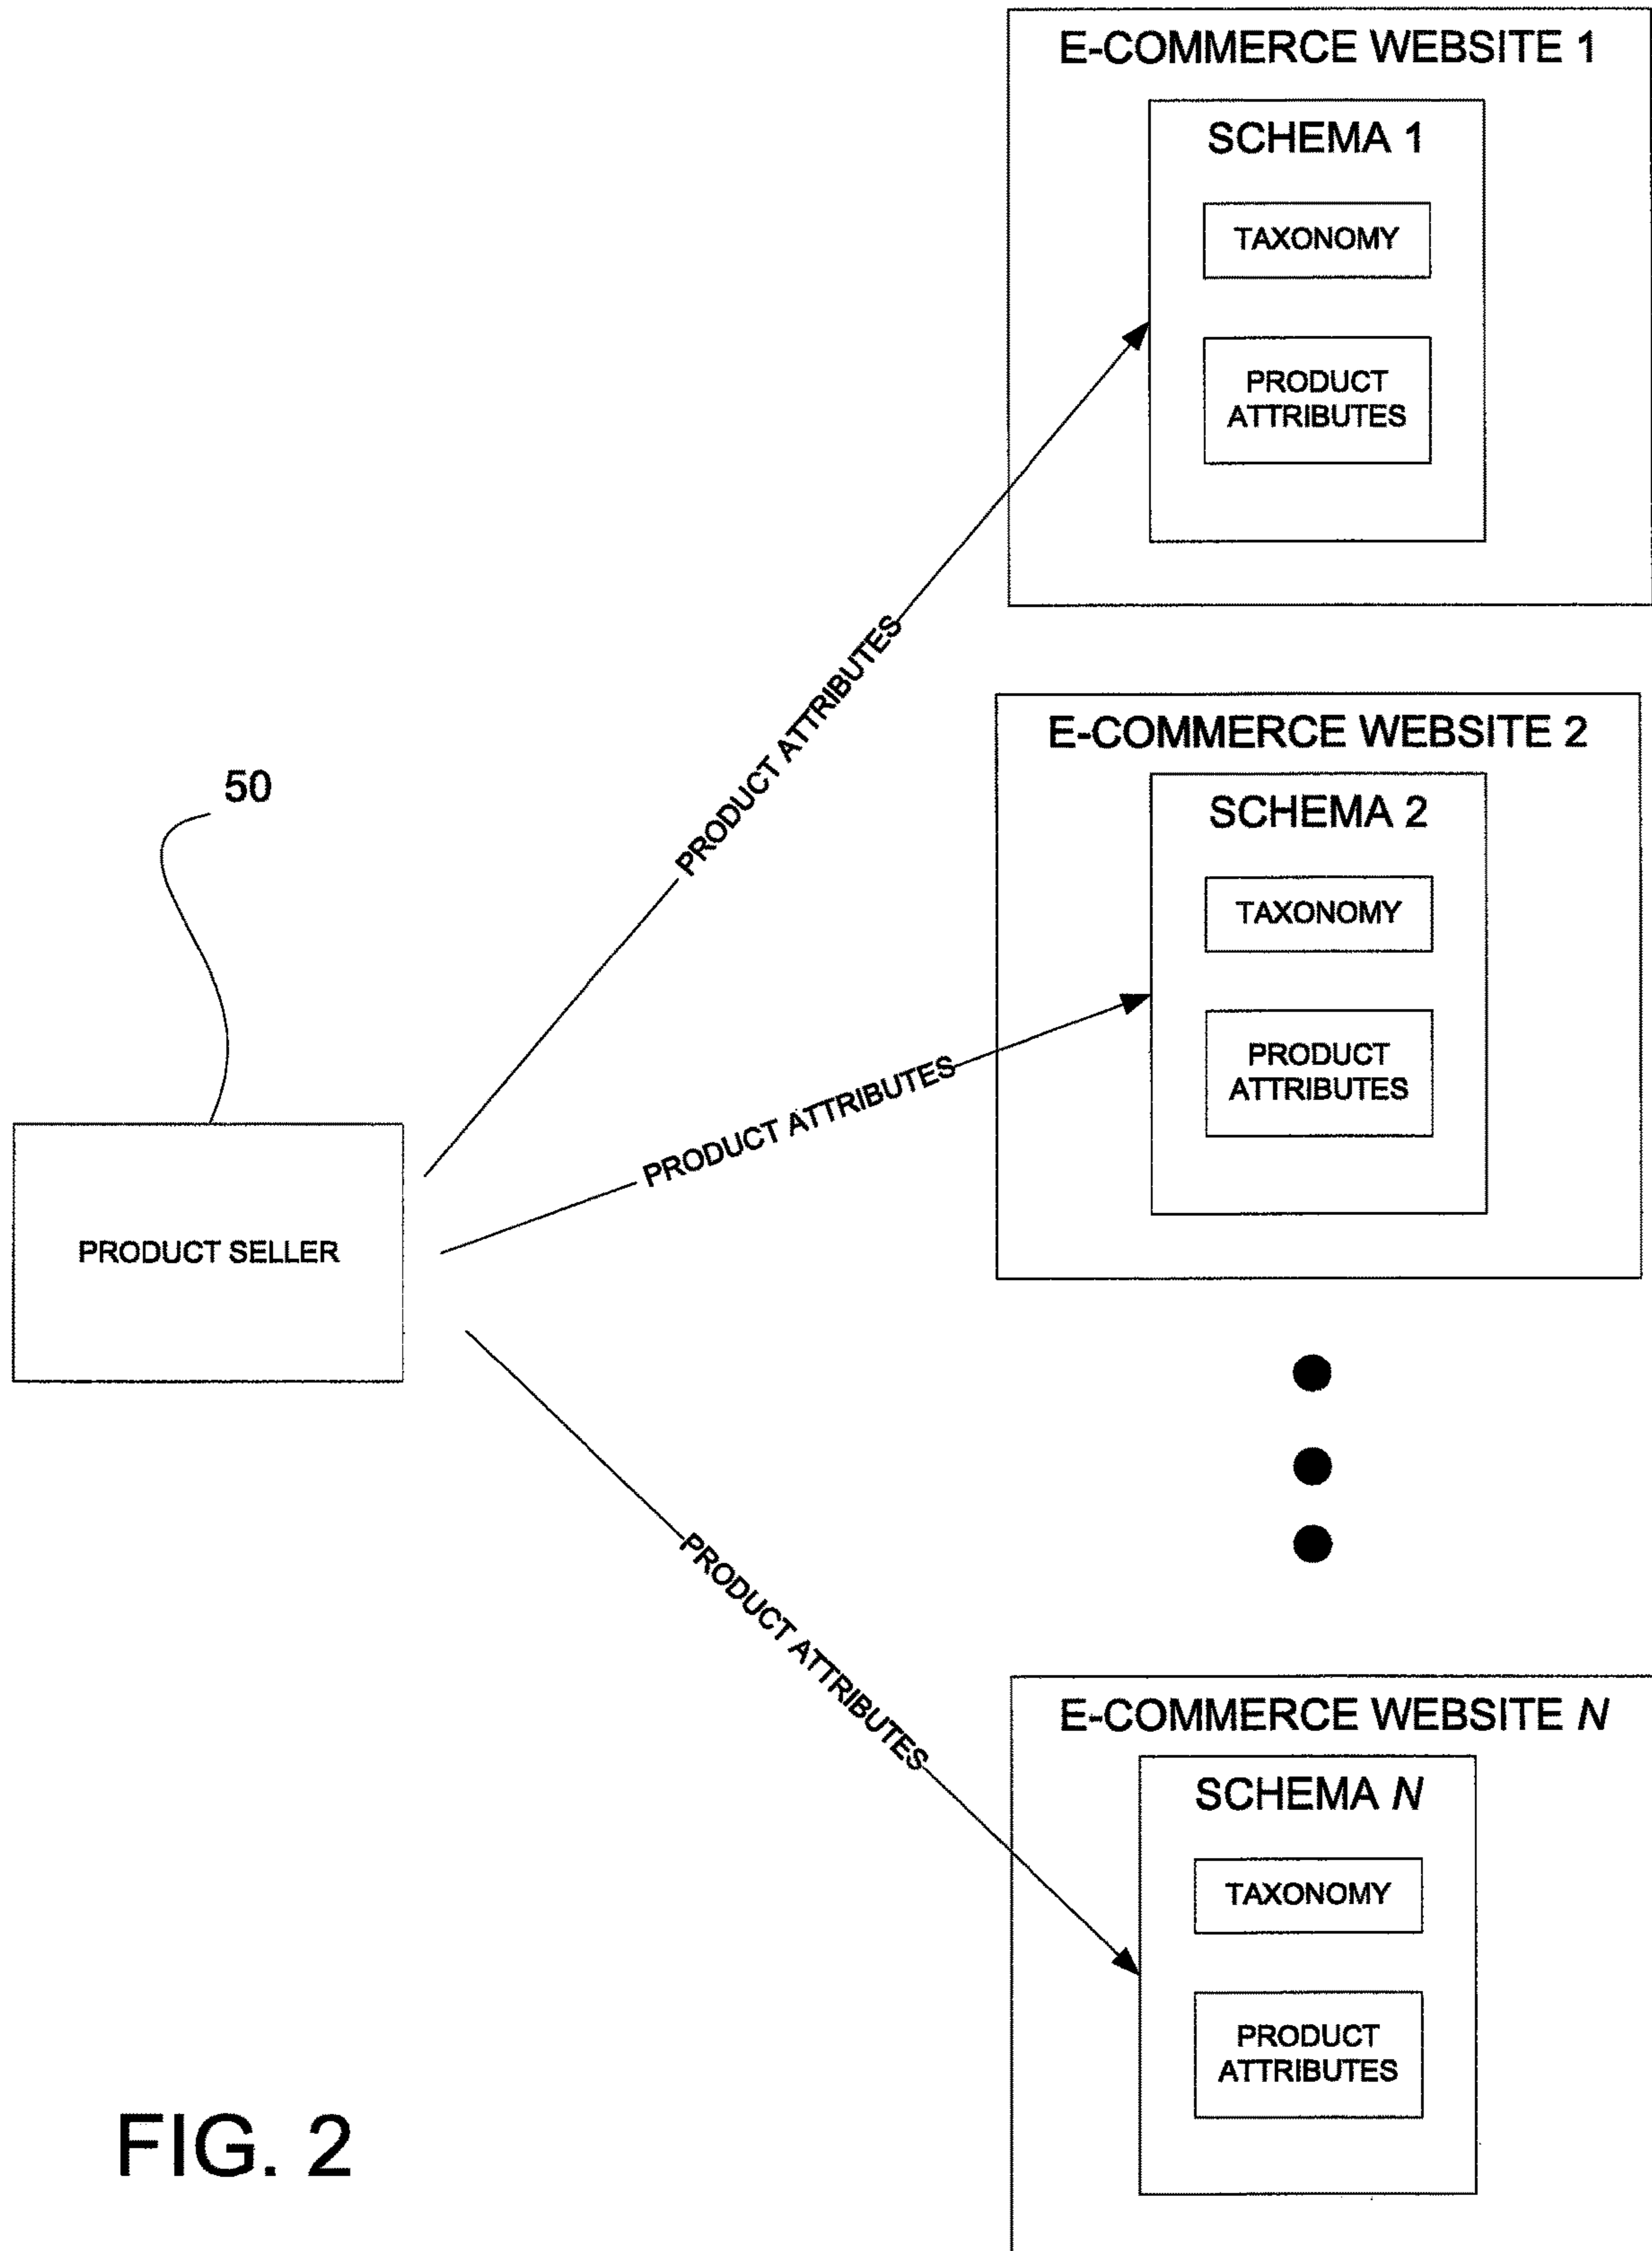 E-COMMERCE WEBSITE 1
SCHEMA 1
TAXONOMY
PRODUCT
ATTRIBUTES
PRODUCT ATTRIBUTES
E-COMMERCE WEBSITE 2
SCHEMA 2
TAXONOMY
PRODUCT
ATTRIBUTES
PRODUCT ATTRIBUTES
50
PRODUCT SELLER
PRODUCT ATTRIBUTES
E-COMMERCE WEBSITE N
SCHEMA N
TAXONOMY
PRODUCT
ATTRIBUTES
FIG. 2